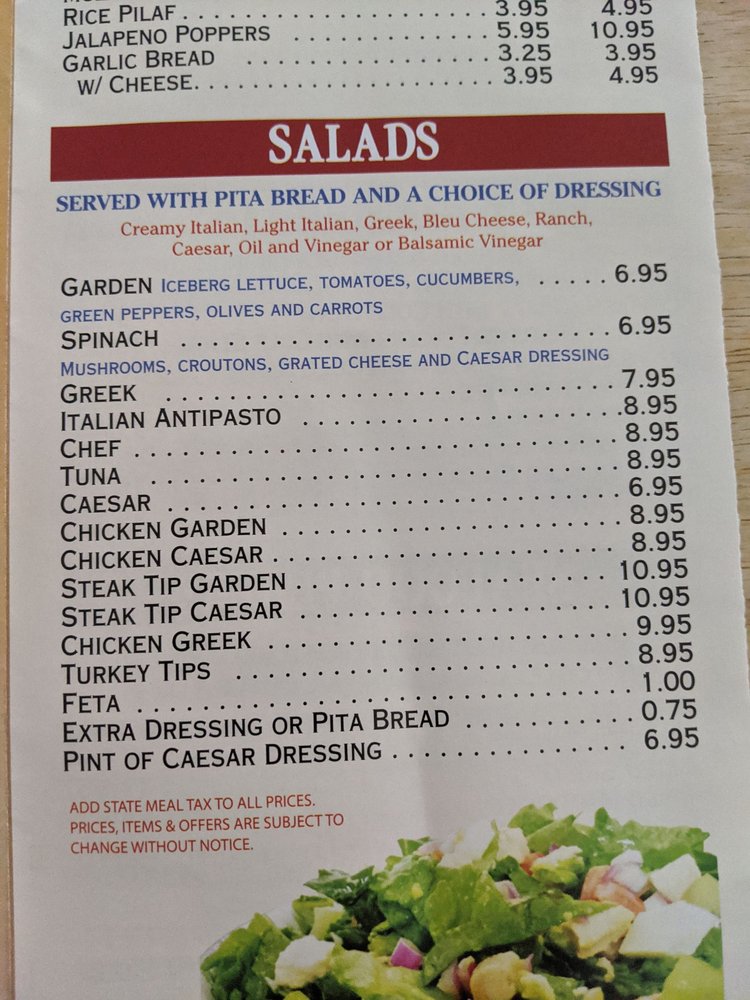 RICE PILAF . . . . . . . . . . . . . . . . . . . . . . . 3.95 4.95
JALAPENO POPPERS . . . . . . . . . . . . . . . 5.95 10.95
GARLIC BREAD . . . . . . . . . . . . . . . . . . . 3.25 3.95
W/ CHEESE. . . . . . . . . . . . . . . . . . . . . . . 3.95 4.95
SALADS
SERVED WITH PITA BREAD AND A CHOICE OF DRESSING
Creamy Italian, Light Italian, Greek, Bleu Cheese, Ranch,
Caesar, Oil and Vinegar or Balsamic Vinegar
GARDEN ICEBERG LETTUCE, TOMATOES, CUCUMBERS, . . . . . 6.95
GREEN PEPPERS, OLIVES AND CARROTS
SPINACH . . . . . . . . . . . . . . . . . . . . . . . . . . . . . 6.95
MUSHROOMS, CROUTONS, GRATED CHEESE AND CAESAR DRESSING
GREEK . . . . . . . . . . . . . . . . . . . . . . . . . . . . . . . 7.95
ITALIAN ANTIPASTO . . . . . . . . . . . . . . . . . . . . .8.95
CHEF . . . . . . . . . . . . . . . . . . . . . . . . . . . . . . . . 8.95
TUNA . . . . . . . . . . . . . . . . . . . . . . . . . . . . . . . 8.95
CAESAR . . . . . . . . . . . . . . . . . . . . . . . . . . . . . . 6.95
CHICKEN GARDEN . . . . . . . . . . . . . . . . . . . . . . 8.95
CHICKEN CAESAR . . . . . . . . . . . . . . . . . . . . . . 8.95
STEAK TIP GARDEN . . . . . . . . . . . . . . . . . . . . 10.95
STEAK TIP CAESAR . . . . . . . . . . . . . . . . . . . . 10.95
CHICKEN GREEK . . . . . . . . . . . . . . . . . . . . . . . 9.95
TURKEY TIPS . . . . . . . . . . . . . . . . . . . . . . . . . 8.95
FETA . . . . . . . . . . . . . . . . . . . . . . . . . . . . . . . . 1.00
EXTRA DRESSING OR PITA BREAD . . . . . . . . . . . 0.75
PINT OF CAESAR DRESSING . . . . . . . . . . . . . . . 6.95
ADD STATE MEAL TAX TO ALL PRICES.
PRICES, ITEMS & OFFERS ARE SUBJECT TO
CHANGE WITHOUT NOTICE.